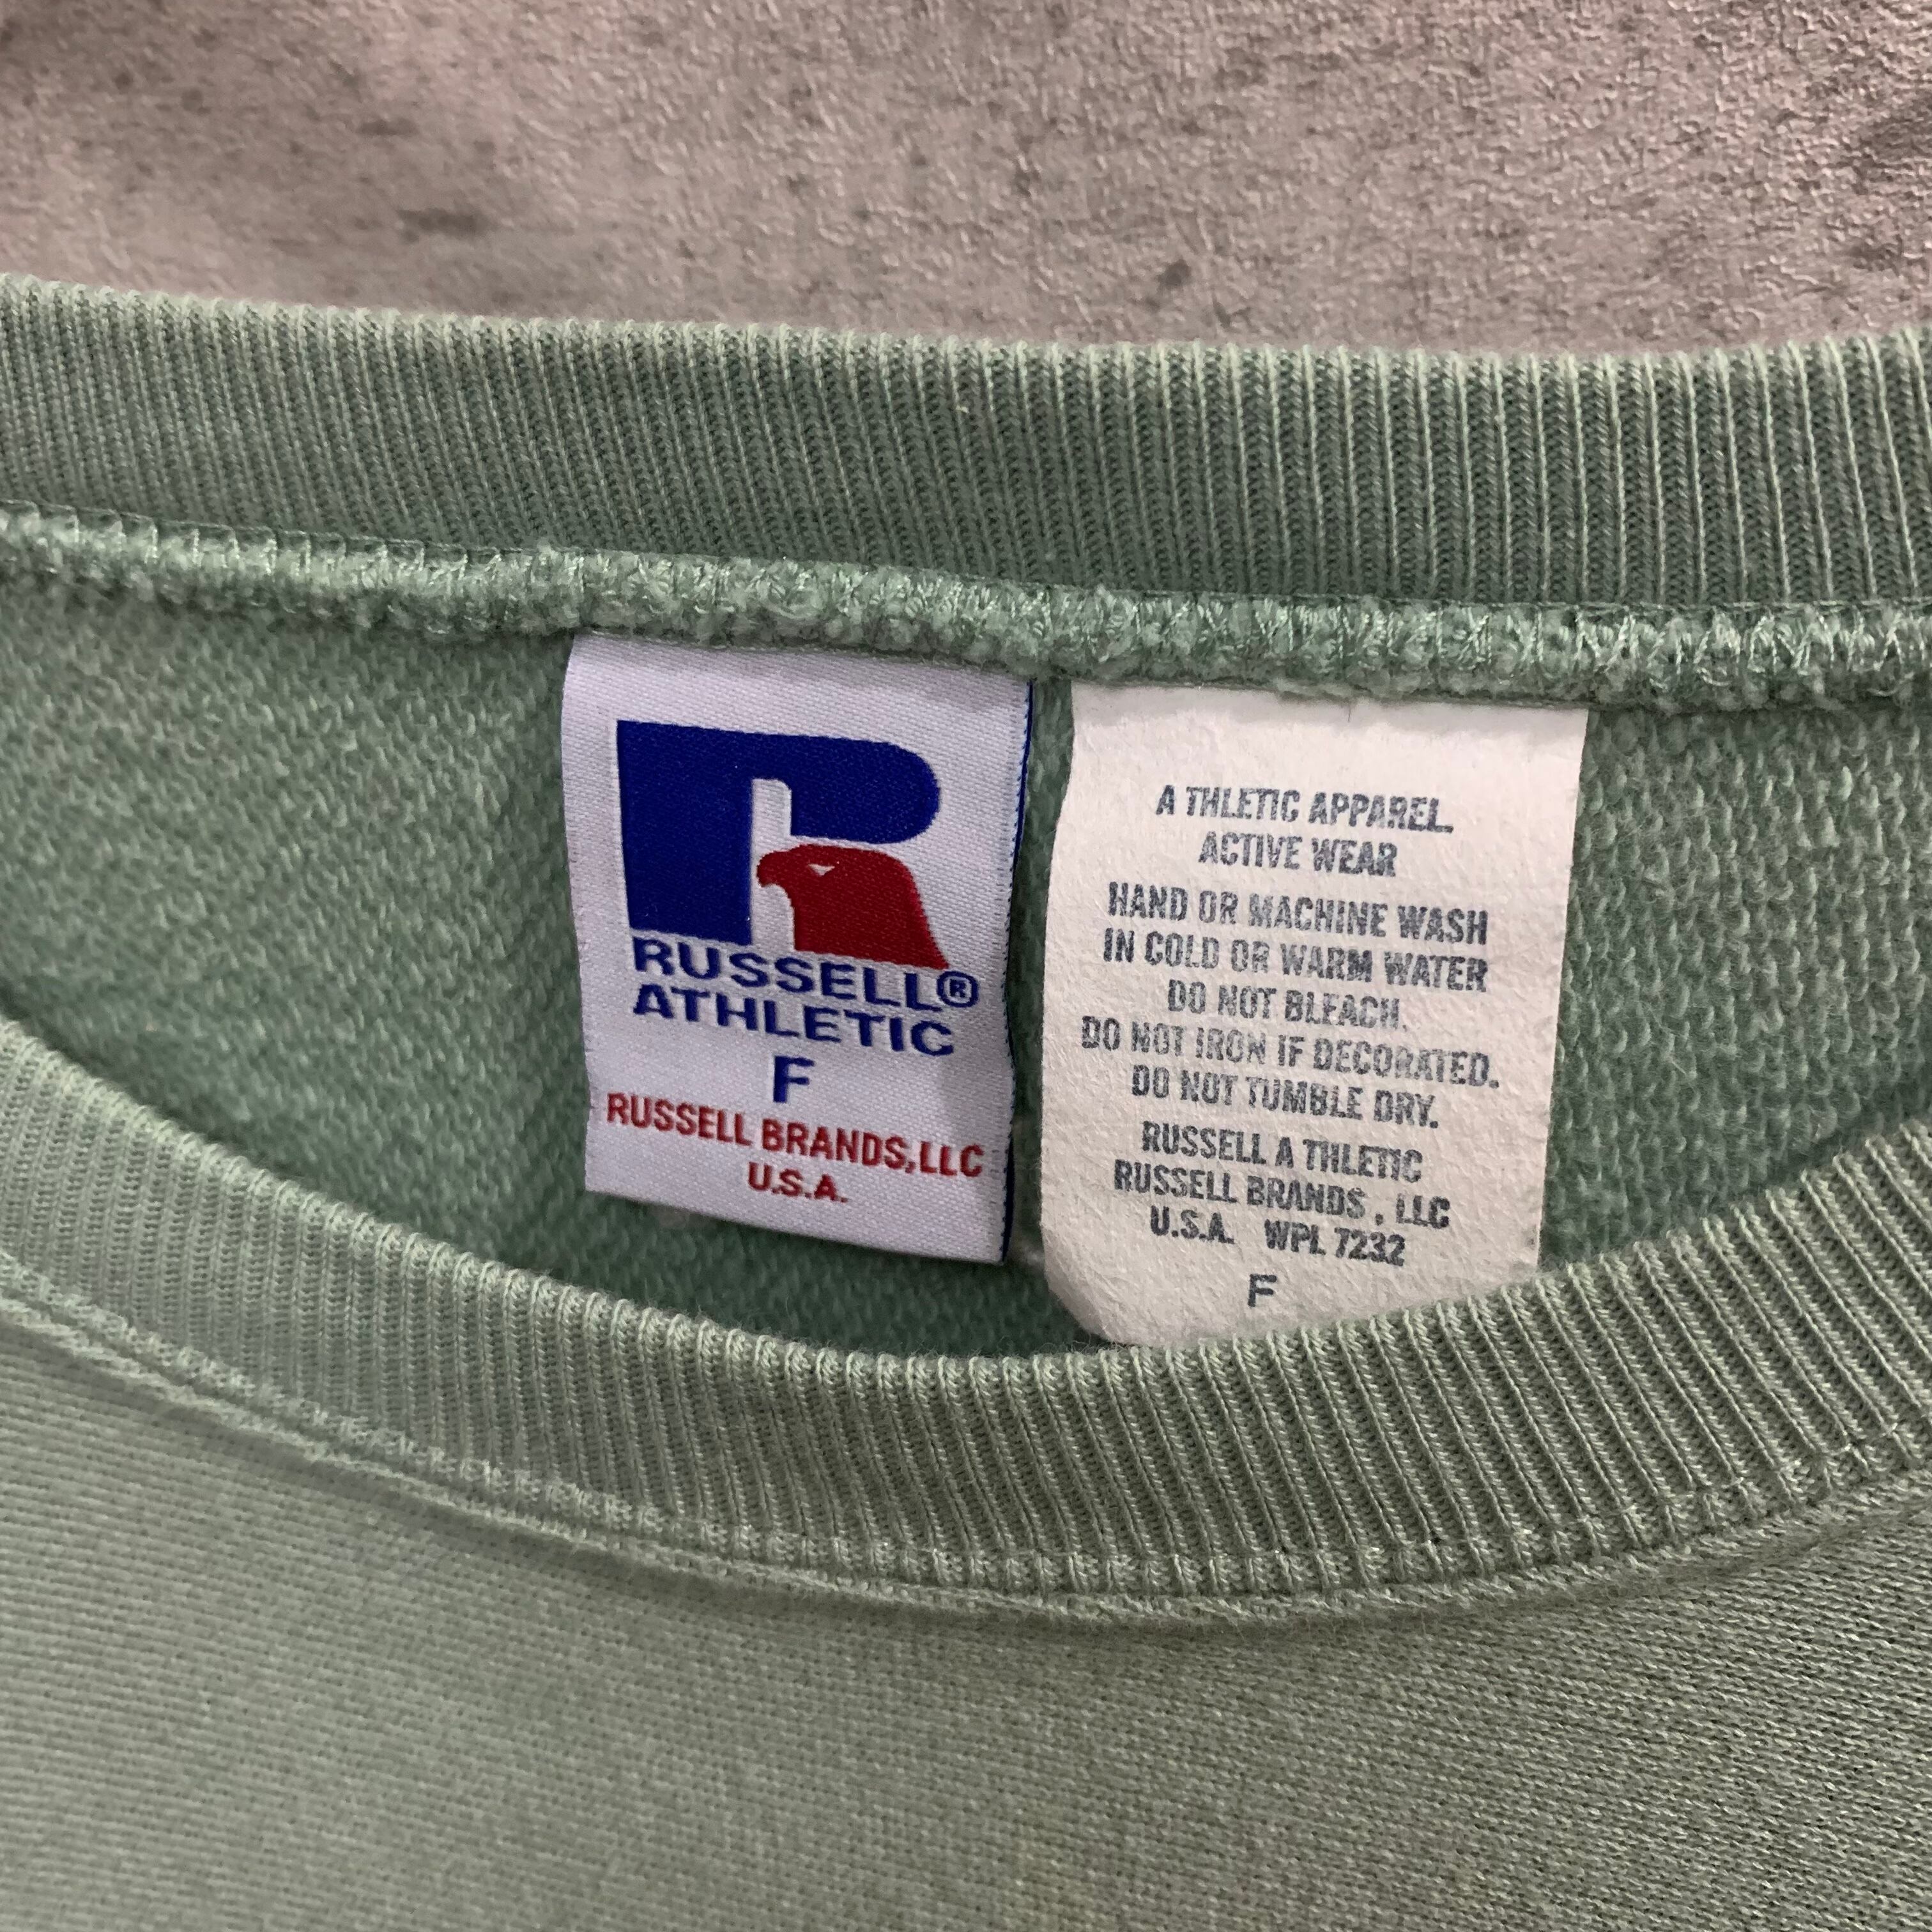 RUSSELL®
ATHLETIC
F
RUSSELL BRANDS,LLC
U.S.A.
A THLETIC APPAREL.
ACTIVE WEAR
HAND OR MACHINE WASH
IN COLD OR WARM WATER
DO NOT BLEACH.
DO NOT IRON IF DECORATED.
DO NOT TUMBLE DRY.
RUSSELL A THLETIC
RUSSELL BRANDS , LLC
U.S.A. WPL 7232
F